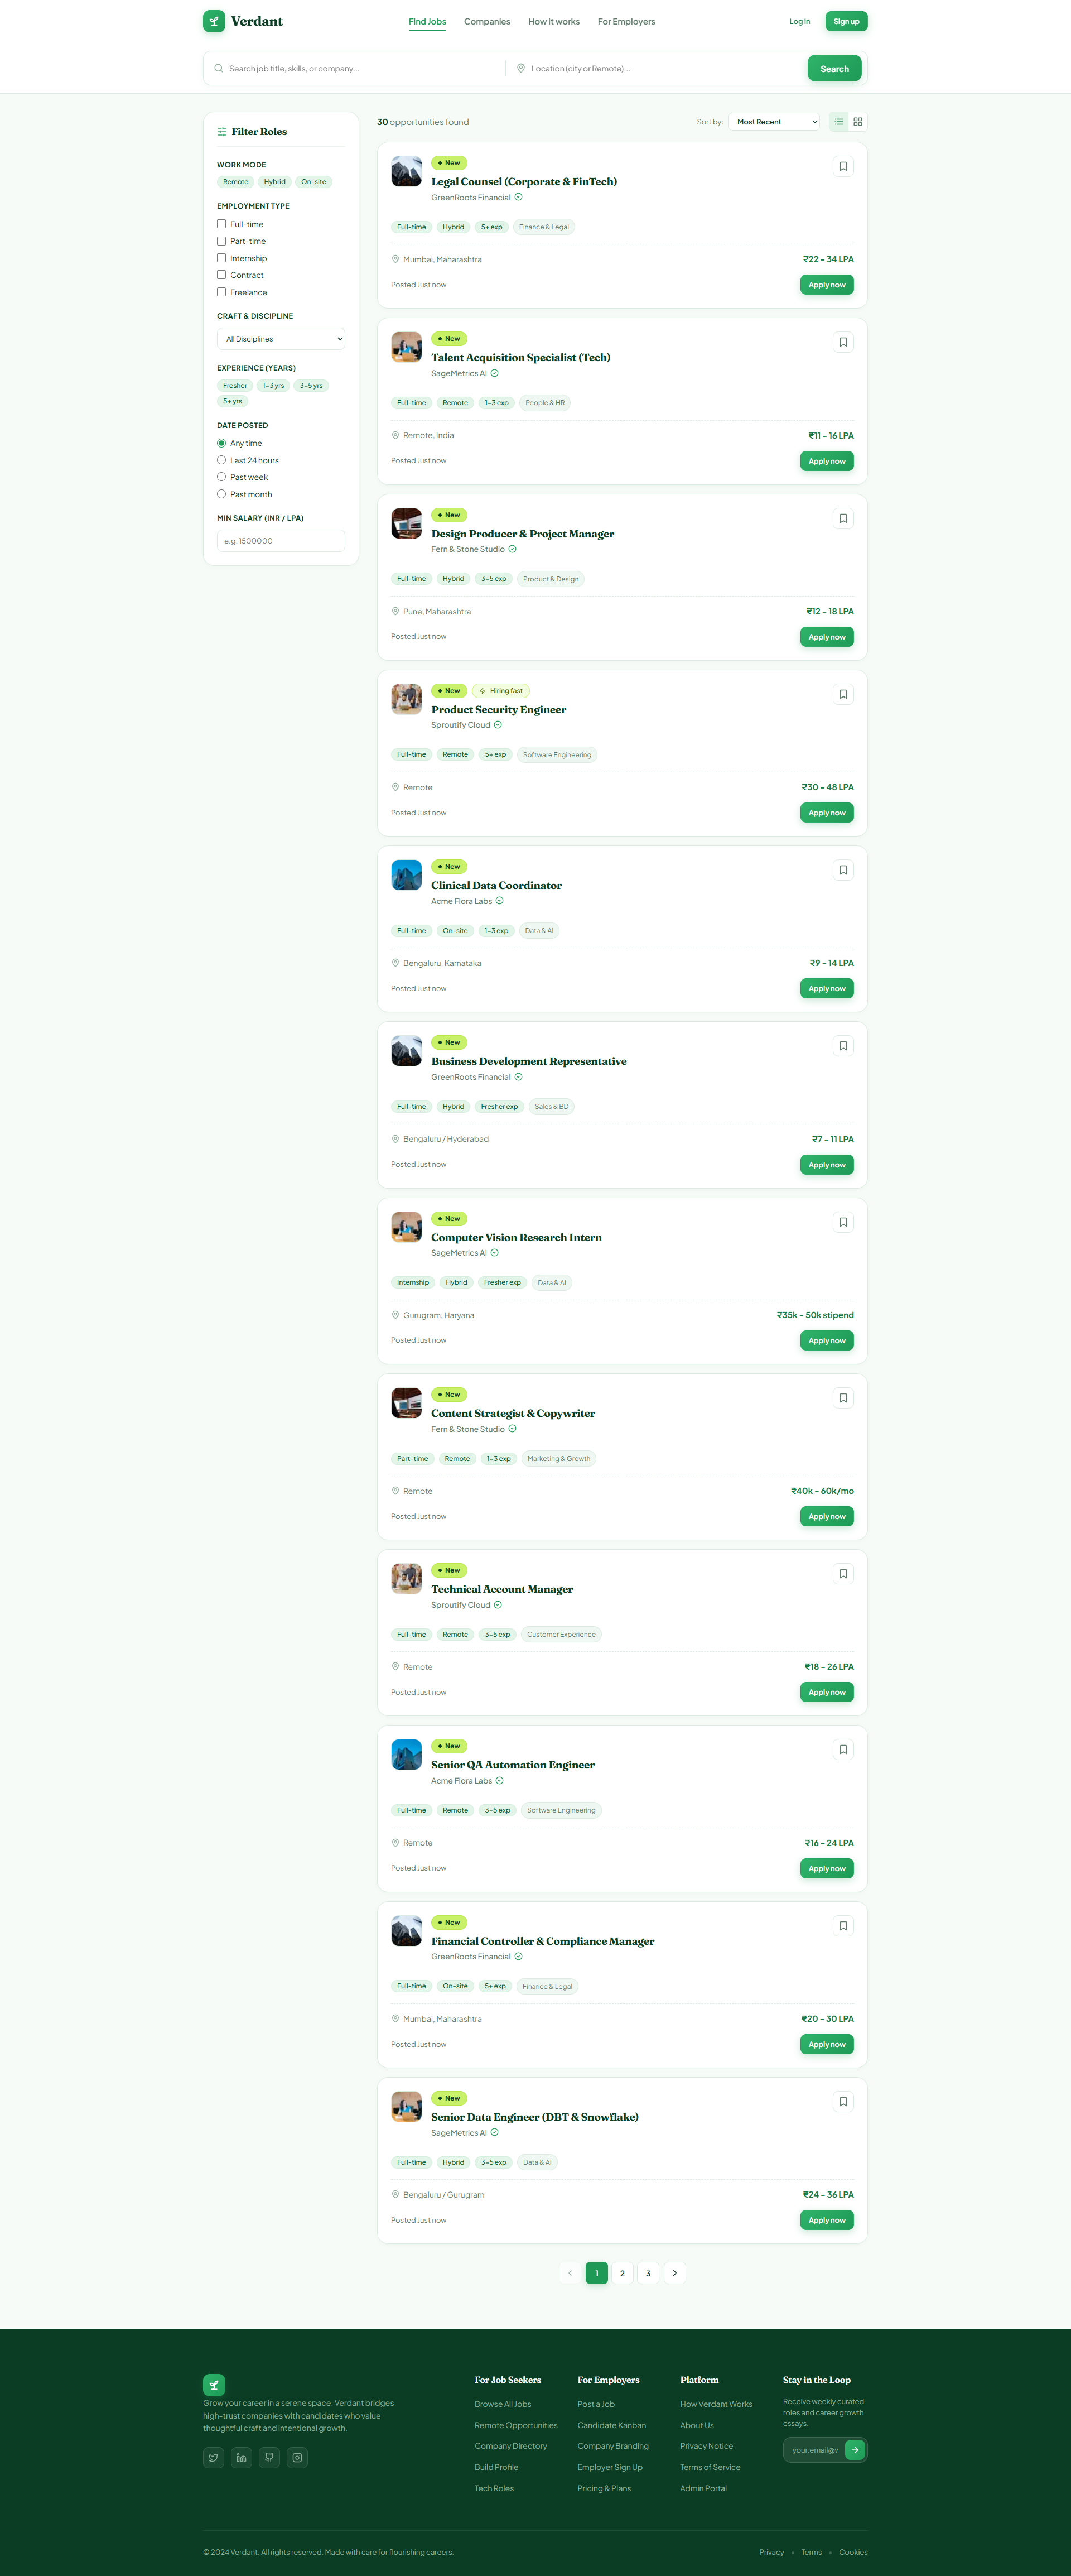 Verdant
Find Jobs Companies How it works For Employers
Log in Sign up
Search job title, skills, or company... Location (city or Remote)... Search
Filter Roles
WORK MODE
Remote Hybrid On-site
EMPLOYMENT TYPE
Full-time
Part-time
Internship
Contract
Freelance
CRAFT & DISCIPLINE
All Disciplines
EXPERIENCE (YEARS)
Fresher 1-3 yrs 3-5 yrs
5+ yrs
DATE POSTED
Any time
Last 24 hours
Past week
Past month
MIN SALARY (INR / LPA)
e.g. 1500000
30 opportunities found Sort by: Most Recent
New
Legal Counsel (Corporate & FinTech)
GreenRoots Financial
Full-time Hybrid 5+ exp Finance & Legal
Mumbai, Maharashtra ₹22 - 34 LPA
Posted Just now Apply now
New
Talent Acquisition Specialist (Tech)
SageMetrics AI
Full-time Remote 1-3 exp People & HR
Remote, India ₹11 - 16 LPA
Posted Just now Apply now
New
Design Producer & Project Manager
Fern & Stone Studio
Full-time Hybrid 3-5 exp Product & Design
Pune, Maharashtra ₹12 - 18 LPA
Posted Just now Apply now
New Hiring fast
Product Security Engineer
Sproutify Cloud
Full-time Remote 5+ exp Software Engineering
Remote ₹30 - 48 LPA
Posted Just now Apply now
New
Clinical Data Coordinator
Acme Flora Labs
Full-time On-site 1-3 exp Data & AI
Bengaluru, Karnataka ₹9 - 14 LPA
Posted Just now Apply now
New
Business Development Representative
GreenRoots Financial
Full-time Hybrid Fresher exp Sales & BD
Bengaluru / Hyderabad ₹7 - 11 LPA
Posted Just now Apply now
New
Computer Vision Research Intern
SageMetrics AI
Internship Hybrid Fresher exp Data & AI
Gurugram, Haryana ₹35k - 50k stipend
Posted Just now Apply now
New
Content Strategist & Copywriter
Fern & Stone Studio
Part-time Remote 1-3 exp Marketing & Growth
Remote ₹40k - 60k/mo
Posted Just now Apply now
New
Technical Account Manager
Sproutify Cloud
Full-time Remote 3-5 exp Customer Experience
Remote ₹18 - 26 LPA
Posted Just now Apply now
New
Senior QA Automation Engineer
Acme Flora Labs
Full-time Remote 3-5 exp Software Engineering
Remote ₹16 - 24 LPA
Posted Just now Apply now
New
Financial Controller & Compliance Manager
GreenRoots Financial
Full-time On-site 5+ exp Finance & Legal
Mumbai, Maharashtra ₹20 - 30 LPA
Posted Just now Apply now
New
Senior Data Engineer (DBT & Snowflake)
SageMetrics AI
Full-time Hybrid 3-5 exp Data & AI
Bengaluru / Gurugram ₹24 - 36 LPA
Posted Just now Apply now
1 2 3
Grow your career in a serene space. Verdant bridges
high-trust companies with candidates who value
thoughtful craft and intentional growth.
For Job Seekers
Browse All Jobs
Remote Opportunities
Company Directory
Build Profile
Tech Roles
For Employers
Post a Job
Candidate Kanban
Company Branding
Employer Sign Up
Pricing & Plans
Platform
How Verdant Works
About Us
Privacy Notice
Terms of Service
Admin Portal
Stay in the Loop
Receive weekly curated
roles and career growth
essays.
your.email@w
© 2024 Verdant. All rights reserved. Made with care for flourishing careers.
Privacy • Terms • Cookies